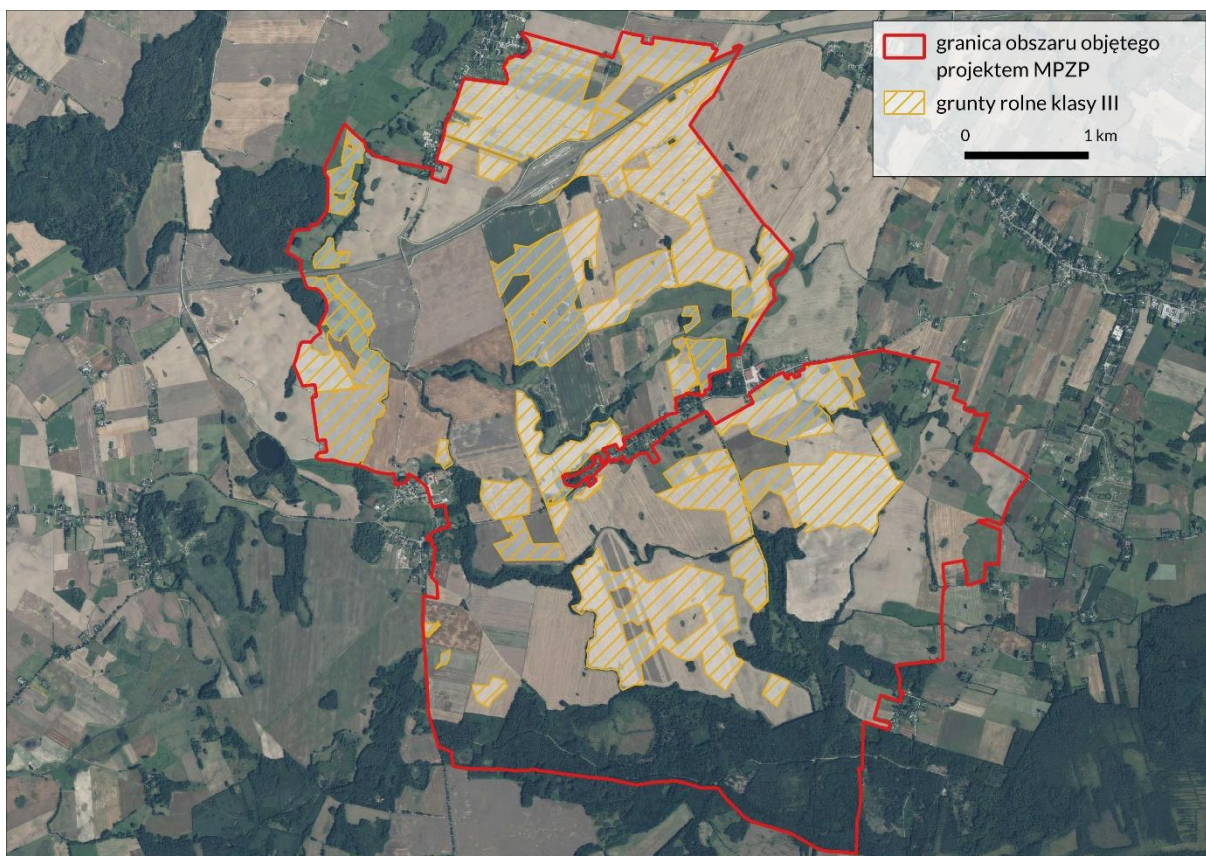 granica obszaru objętego
projektem MPZP
grunty rolne klasy III
0 1 km